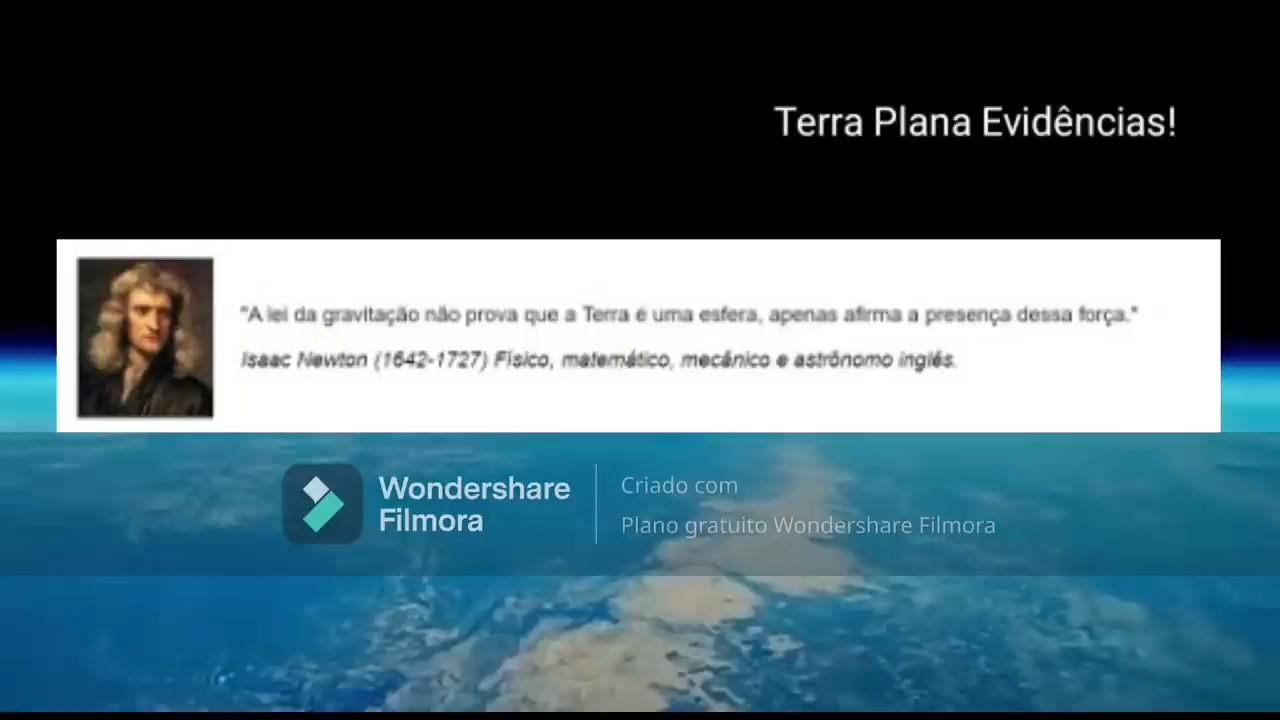 Terra Plana Evidências!
"A lei da gravitação não prova que a Terra é uma esfera, apenas afirma a presença dessa força."
Isaac Newton (1642-1727) Físico, matemático, mecânico e astrônomo inglês.
Wondershare
Filmora
Criado com
Plano gratuito Wondershare Filmora